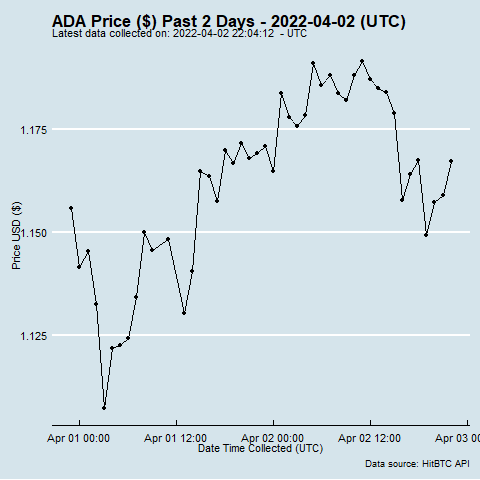 ADA Price ($) Past 2 Days - 2022-04-02 (UTC)
Latest data collected on: 2022-04-02 22:04:12  - UTC
1.175
1.150
1.125
Price USD ($)
Apr 01 00:00 Apr 01 12:00 Apr 02 00:00 Apr 02 12:00 Apr 03 00
Date Time Collected (UTC)
Data source: HitBTC API